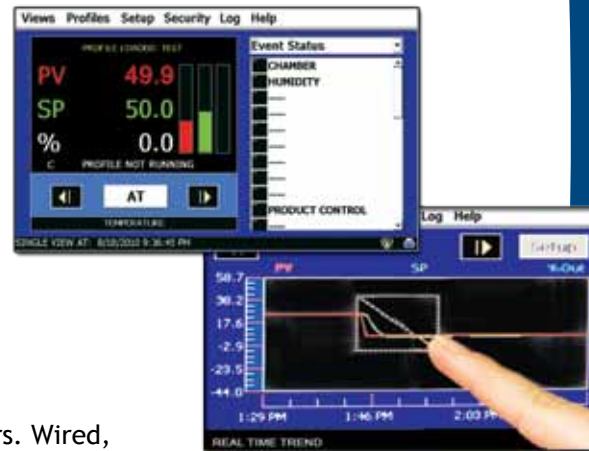 Views Profiles Setup Security Log Help
PROFILE LOADED: TEST
PV 49.9
SP 50.0
% 0.0
C PROFILE NOT RUNNING
AT
TEMPERATURE
Event Status
CHAMBER
HUMIDITY
PRODUCT CONTROL
SINGLE VIEW AT: 8/18/2010 9:36:45 PM
Log Help
Setup
PV SP %Out
58.7
38.2
17.6
-2.9
-23.5
-44.0
1:29 PM 1:46 PM 2:03 PM
REAL TIME TREND
rs. Wired,